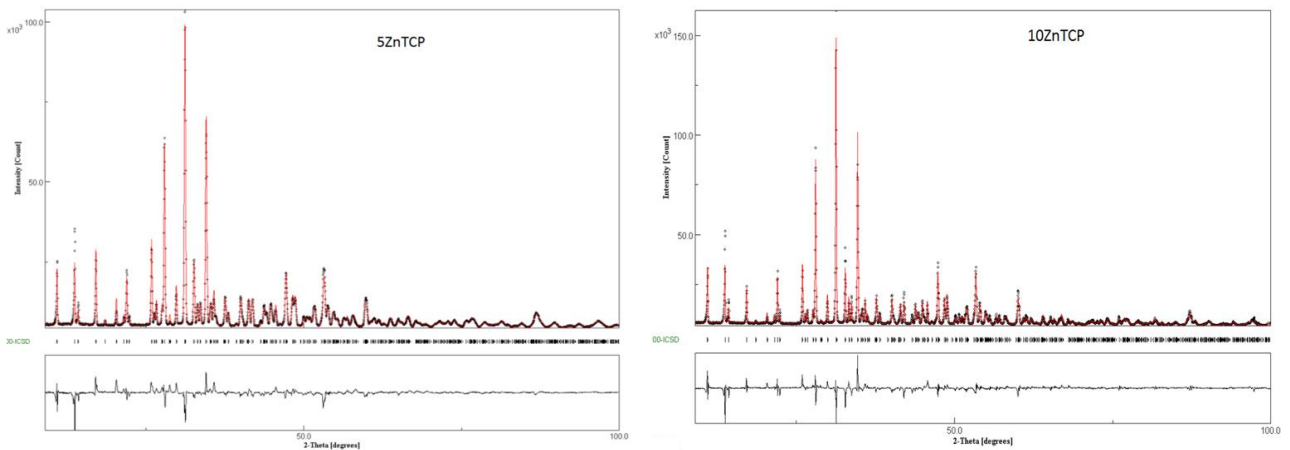 100.0
x10³
5ZnTCP
Intensity [Count]
50.0
00-ICSD
50.0
100.0
2-Theta [degrees]
x10³
150.0
10ZnTCP
100.0
Intensity [Count]
50.0
00-ICSD
50.0
100.0
2-Theta [degrees]